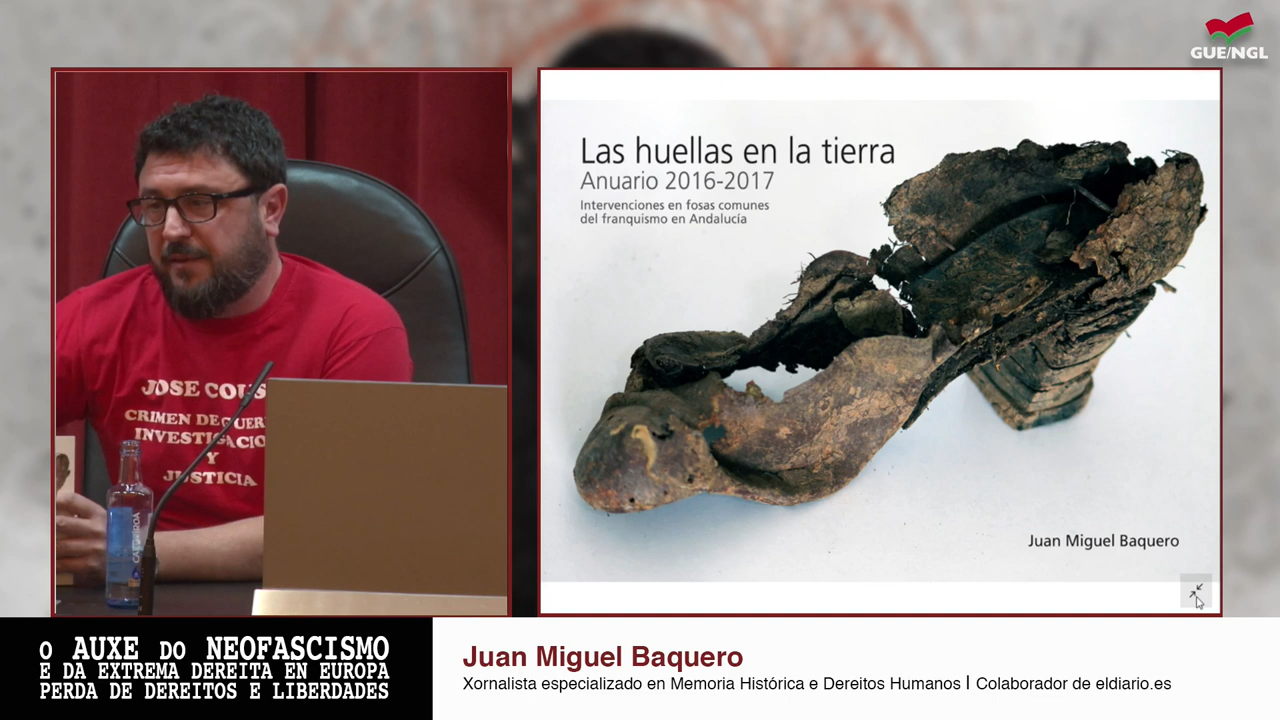 GUE/NGL
Las huellas en la tierra
Anuario 2016-2017
Intervenciones en fosas comunes
del franquismo en Andalucía
Juan Miguel Baquero
JOSE COUS
CRIMEN DE GUER
INVESTIGACIO
Y
JUSTICIA
CABREIROÁ
O AUXE DO NEOFASCISMO
E DA EXTREMA DEREITA EN EUROPA
PERDA DE DEREITOS E LIBERDADES
Juan Miguel Baquero
Xornalista especializado en Memoria Histórica e Dereitos Humanos | Colaborador de eldiario.es